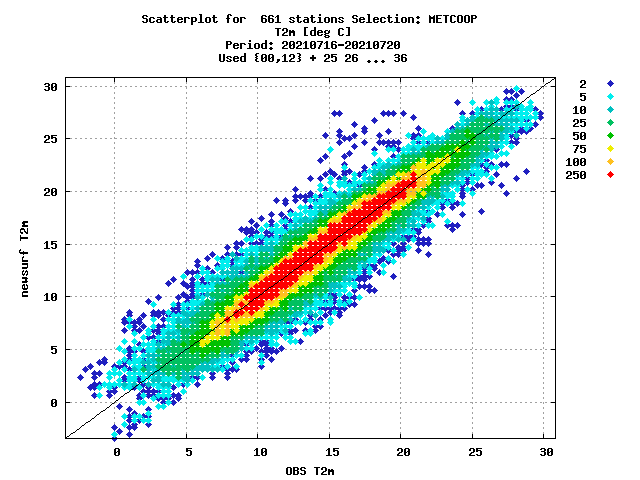 Scatterplot for  661 stations Selection: METCOOP
T2m [deg C]
Period: 20210716-20210720
Used {00,12} + 25 26 ... 36
30
25
20
15
10
5
0
newsurf T2m
0 5 10 15 20 25 30
OBS T2m
2
5
10
25
50
75
100
250